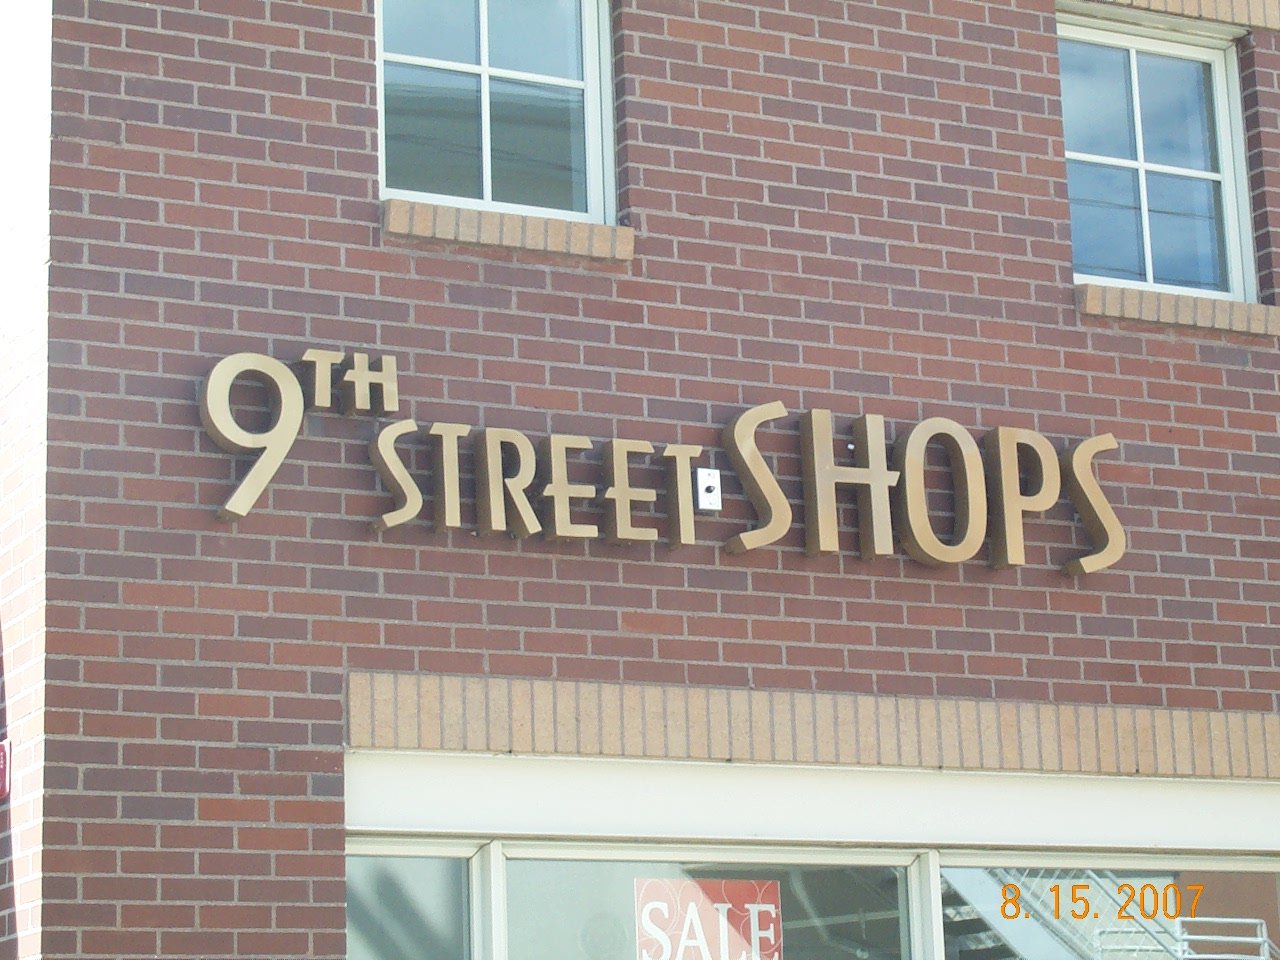 9TH STREET SHOPS
SALE
8. 15. 2007